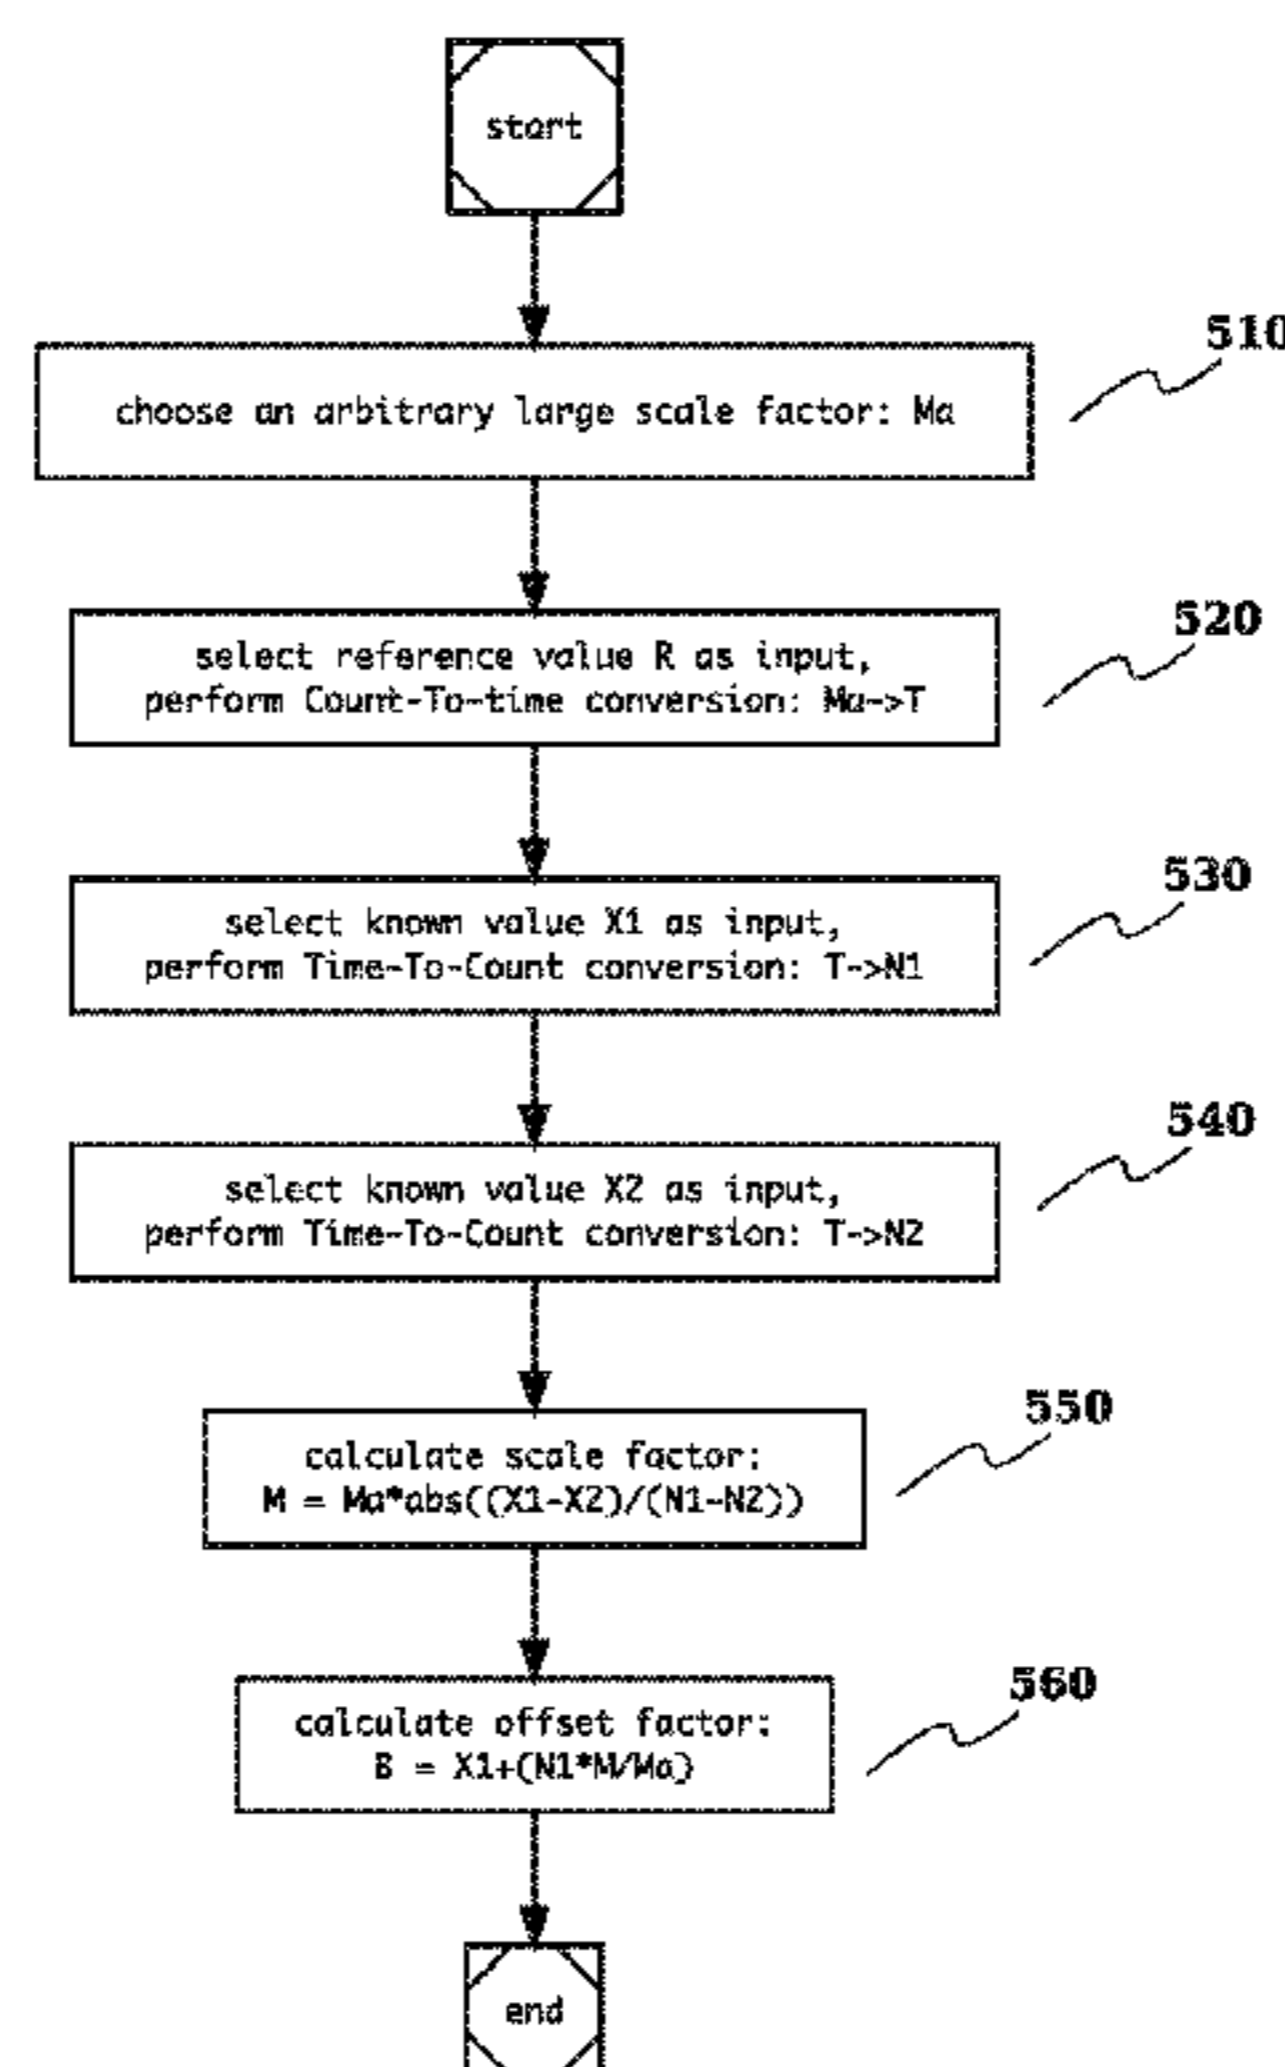 start
510
choose an arbitrary large scale factor: Ma
520
select reference value R as input,
perform Count-To-time conversion: Ma->T
530
select known value X1 as input,
perform Time-To-Count conversion: T->N1
540
select known value X2 as input,
perform Time-To-Count conversion: T->N2
550
calculate scale factor:
M = Ma*abs((X1-X2)/(N1-N2))
560
calculate offset factor:
B = X1+(N1*M/Ma)
end